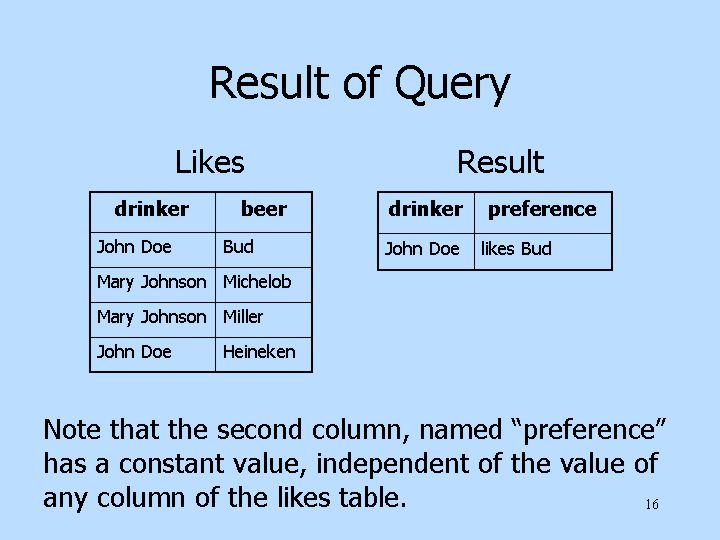 Result of Query
Likes Result
drinker beer drinker preference
John Doe Bud John Doe likes Bud
Mary Johnson Michelob
Mary Johnson Miller
John Doe Heineken
Note that the second column, named “preference”
has a constant value, independent of the value of
any column of the likes table.
16